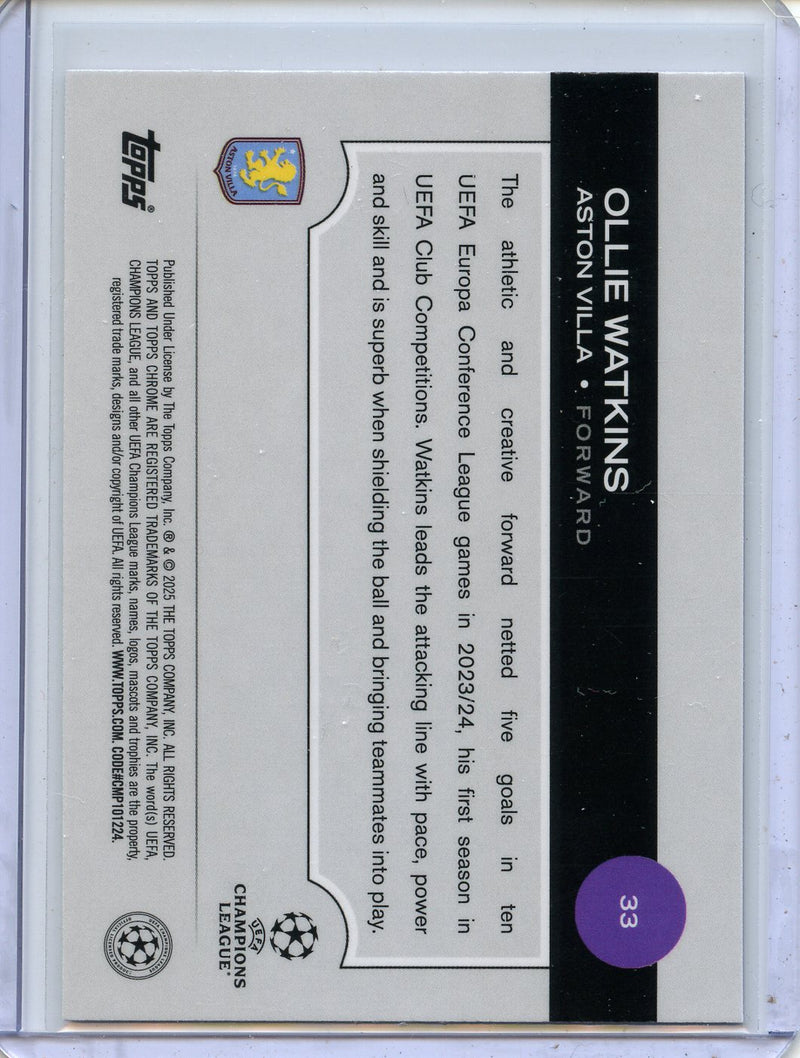 OLLIE WATKINS
ASTON VILLA • FORWARD
33
The athletic and creative forward netted five goals in ten
UEFA Europa Conference League games in 2023/24, his first season in
UEFA Club Competitions. Watkins leads the attacking line with pace, power
and skill and is superb when shielding the ball and bringing teammates into play.
ASTON VILLA
UEFA
CHAMPIONS
LEAGUE®
topps®
Published Under License by The Topps Company, Inc. ® & © 2025 THE TOPPS COMPANY, INC. ALL RIGHTS RESERVED.
TOPPS AND TOPPS CHROME ARE REGISTERED TRADEMARKS OF THE TOPPS COMPANY, INC. The word(s) UEFA,
CHAMPIONS LEAGUE, and all other UEFA Champions League marks, names, logos, mascots and trophies are the property,
registered trade marks, designs and/or copyright of UEFA. All rights reserved. WWW.TOPPS.COM. CODE#CMP101224.